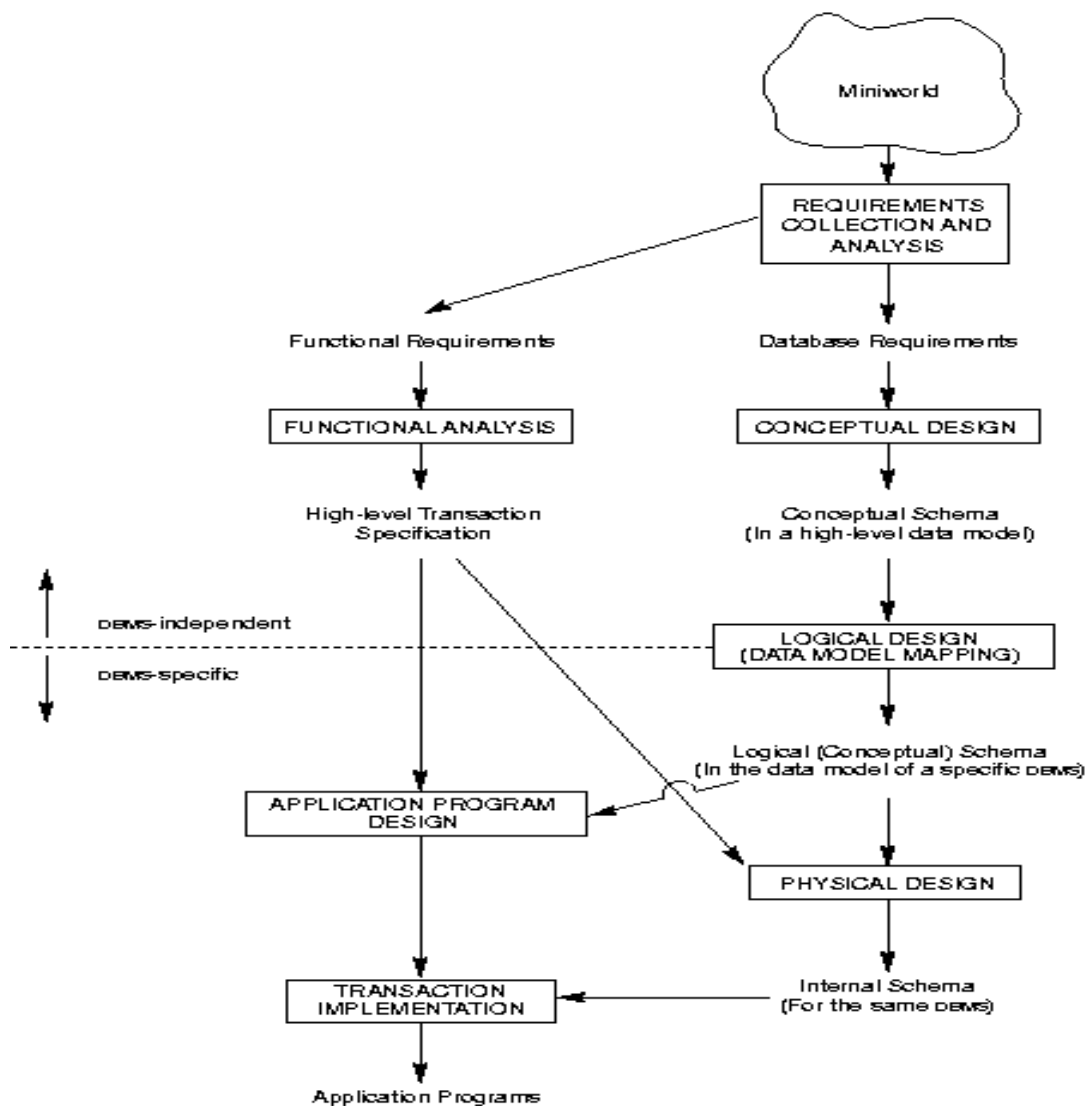 Miniworld
REQUIREMENTS
COLLECTION AND
ANALYSIS
Functional Requirements
Database Requirements
FUNCTIONAL ANALYSIS
CONCEPTUAL DESIGN
High-level Transaction
Specification
Conceptual Schema
(In a high-level data model)
DBMS-independent
LOGICAL DESIGN
(DATA MODEL MAPPING)
DBMS-specific
Logical (Conceptual) Schema
(In the data model of a specific DBMS)
APPLICATION PROGRAM
DESIGN
PHYSICAL DESIGN
TRANSACTION
IMPLEMENTATION
Internal Schema
(For the same DBMS)
Application Programs